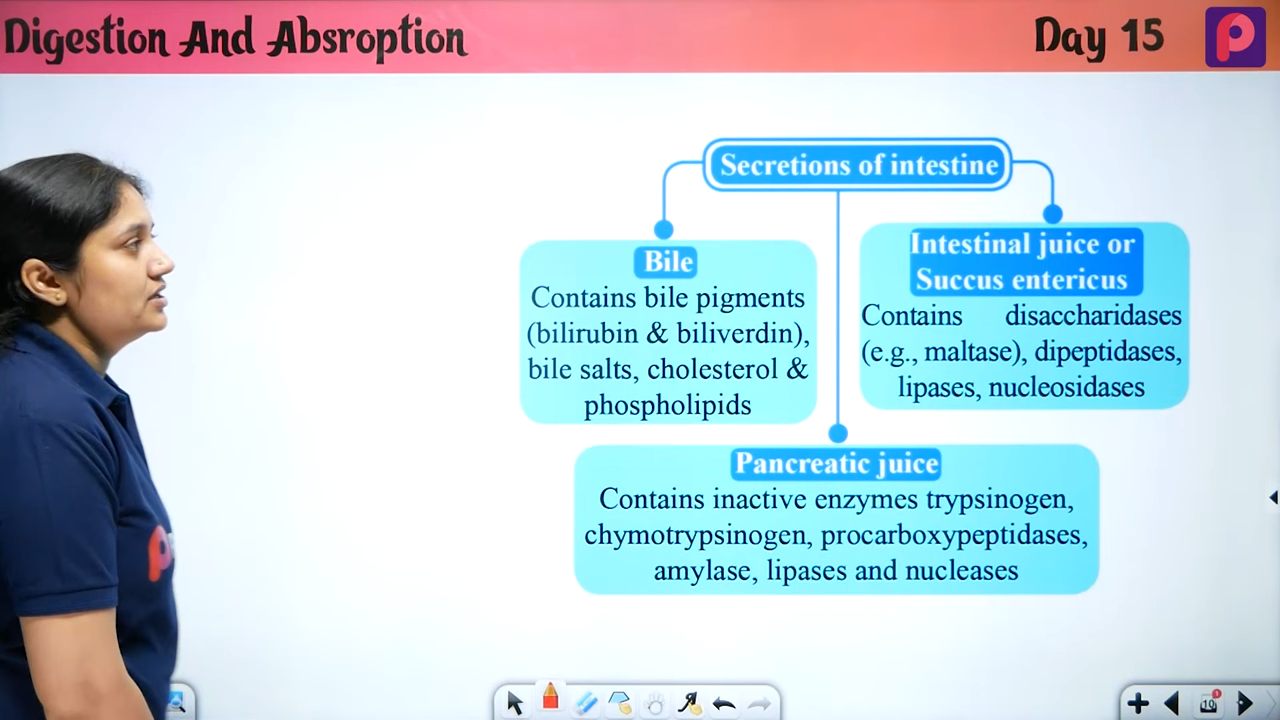 Digestion And Absroption
Day 15
Secretions of intestine
Bile
Contains bile pigments
(bilirubin & biliverdin),
bile salts, cholesterol &
phospholipids
Intestinal juice or
Succus entericus
Contains disaccharidases
(e.g., maltase), dipeptidases,
lipases, nucleosidases
Pancreatic juice
Contains inactive enzymes trypsinogen,
chymotrypsinogen, procarboxypeptidases,
amylase, lipases and nucleases